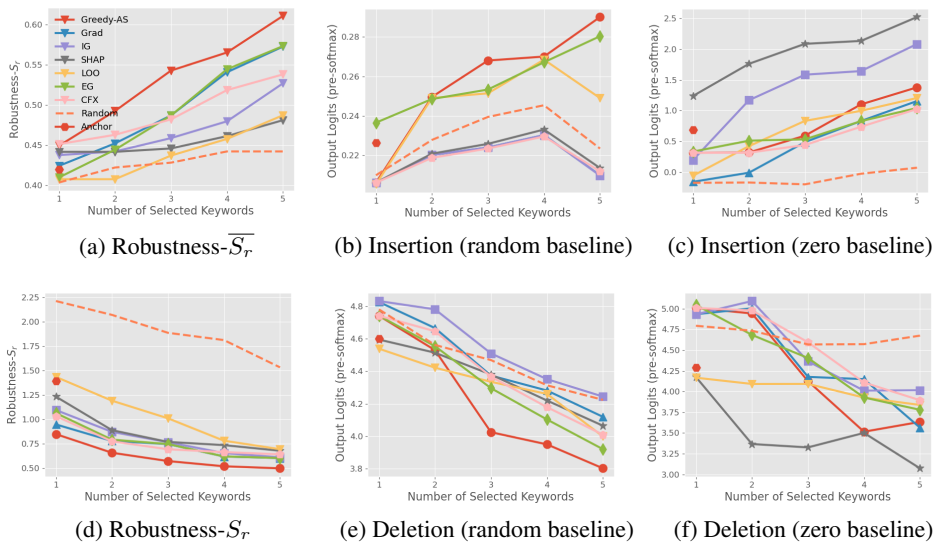 Robustness-Sr
0.60
0.55
0.50
0.45
0.40
Greedy-AS
Grad
IG
SHAP
LOO
EG
CFX
Random
Anchor
1 2 3 4 5
Number of Selected Keywords
(a) Robustness-S̅r̅
Output Logits (pre-softmax)
0.28
0.26
0.24
0.22
1 2 3 4 5
Number of Selected Keywords
(b) Insertion (random baseline)
Output Logits (pre-softmax)
2.5
2.0
1.5
1.0
0.5
0.0
1 2 3 4 5
Number of Selected Keywords
(c) Insertion (zero baseline)
Robustness-Sr
2.25
2.00
1.75
1.50
1.25
1.00
0.75
0.50
1 2 3 4 5
Number of Selected Keywords
(d) Robustness-Sr
Output Logits (pre-softmax)
4.8
4.6
4.4
4.2
4.0
3.8
1 2 3 4 5
Number of Selected Keywords
(e) Deletion (random baseline)
Output Logits (pre-softmax)
5.00
4.75
4.50
4.25
4.00
3.75
3.50
3.25
3.00
1 2 3 4 5
Number of Selected Keywords
(f) Deletion (zero baseline)